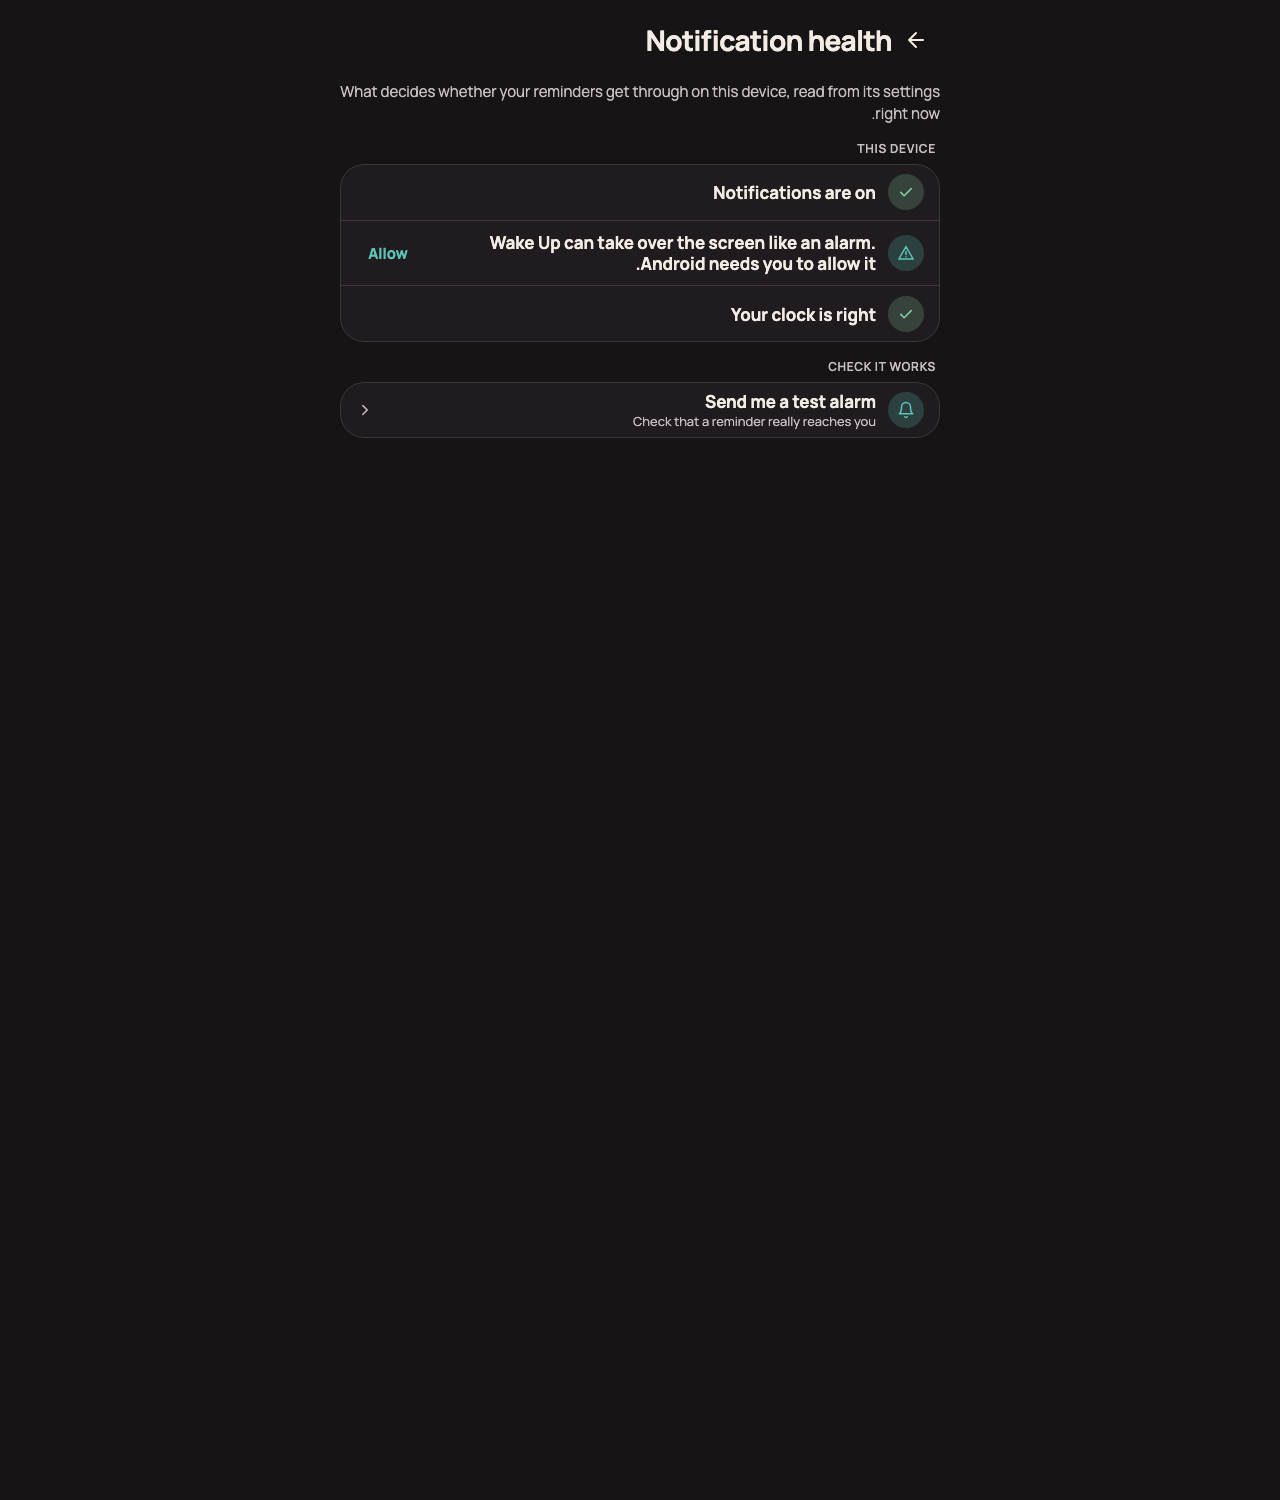 Notification health
What decides whether your reminders get through on this device, read from its settings
.right now
THIS DEVICE
Notifications are on
Wake Up can take over the screen like an alarm.
.Android needs you to allow it
Allow
Your clock is right
CHECK IT WORKS
Send me a test alarm
Check that a reminder really reaches you